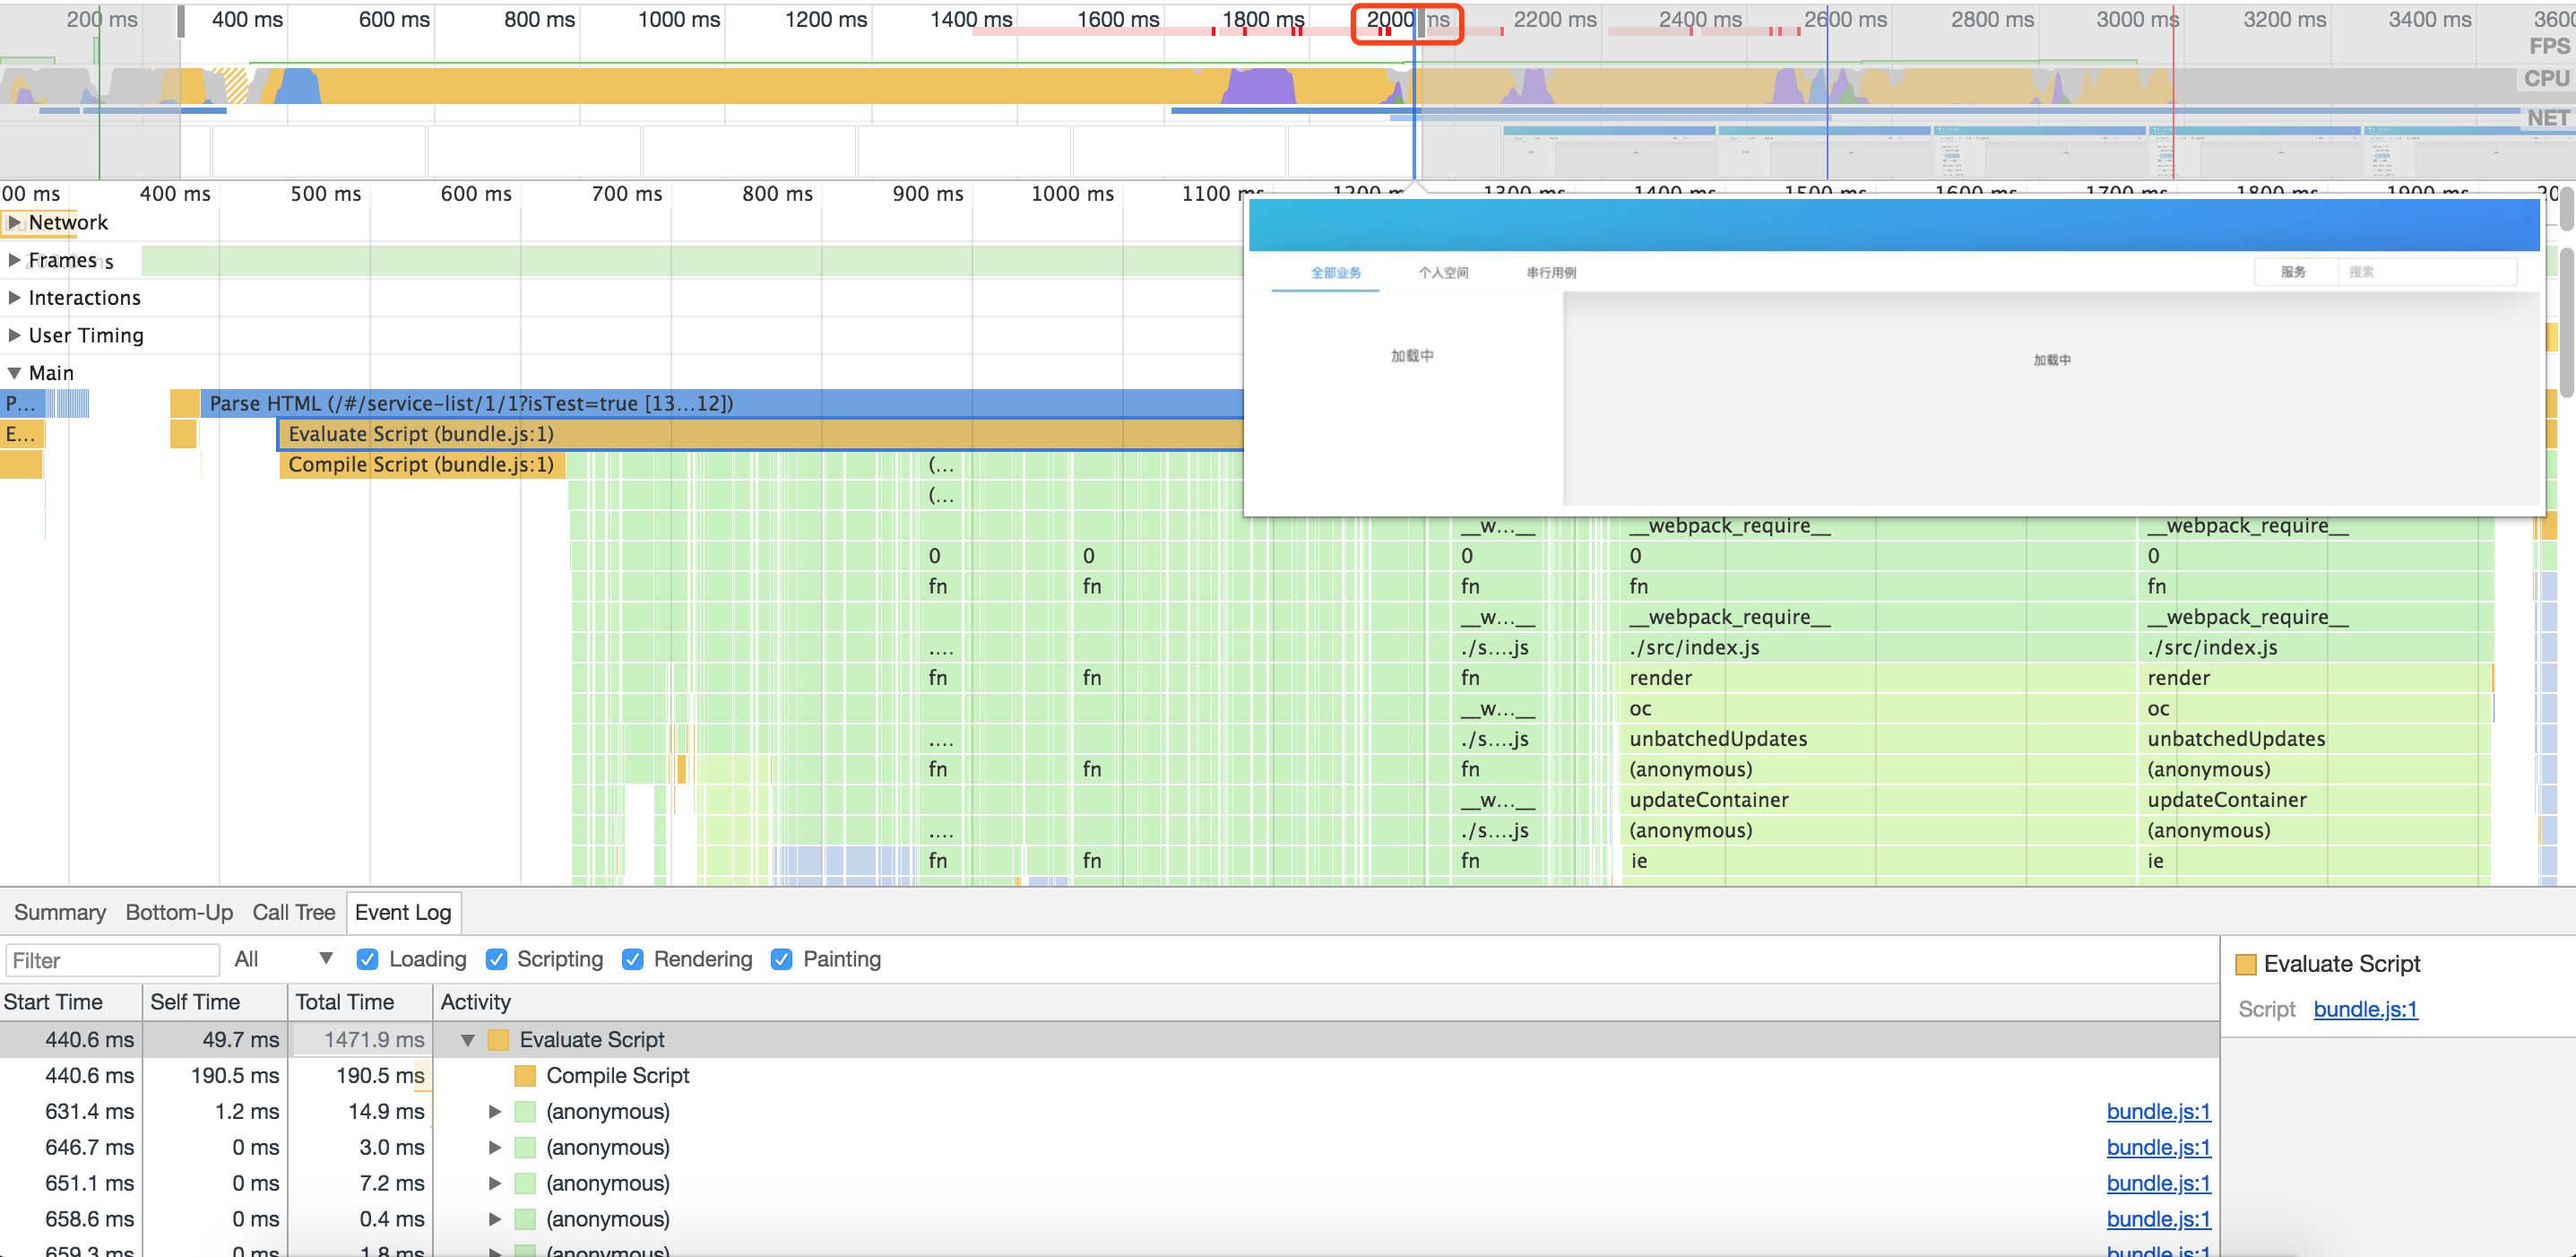 200 ms 400 ms 600 ms 800 ms 1000 ms 1200 ms 1400 ms 1600 ms 1800 ms 2000 ms 2200 ms 2400 ms 2600 ms 2800 ms 3000 ms 3200 ms 3400 ms 3600
FPS
CPU
NET
00 ms 400 ms 500 ms 600 ms 700 ms 800 ms 900 ms 1000 ms 1100 ms 1200 ms 1300 ms 1400 ms 1500 ms 1600 ms 1700 ms 1800 ms 1900 ms
Network
Frames
Interactions
User Timing
Main
全部业务 个人空间 串行用例 服务 搜索
加载中 加载中
P... Parse HTML (/#/service-list/1/1?isTest=true [13...12])
E... Evaluate Script (bundle.js:1)
Compile Script (bundle.js:1) (...
(...
__w...__ __webpack_require__ __webpack_require__
0 0 0 0 0
fn fn fn fn fn
__w...__ __webpack_require__ __webpack_require__
.... ./s....js ./src/index.js ./src/index.js
fn fn fn render render
__w...__ oc oc
.... ./s....js unbatchedUpdates unbatchedUpdates
fn fn fn (anonymous) (anonymous)
__w...__ updateContainer updateContainer
.... ./s....js (anonymous) (anonymous)
fn fn fn ie ie
Summary Bottom-Up Call Tree Event Log
Filter All Loading Scripting Rendering Painting
Start Time Self Time Total Time Activity
440.6 ms 49.7 ms 1471.9 ms Evaluate Script
440.6 ms 190.5 ms 190.5 ms Compile Script
631.4 ms 1.2 ms 14.9 ms (anonymous) bundle.js:1
646.7 ms 0 ms 3.0 ms (anonymous) bundle.js:1
651.1 ms 0 ms 7.2 ms (anonymous) bundle.js:1
658.6 ms 0 ms 0.4 ms (anonymous) bundle.js:1
659.3 ms 0 ms 1.8 ms (anonymous) bundle.js:1
Evaluate Script
Script bundle.js:1